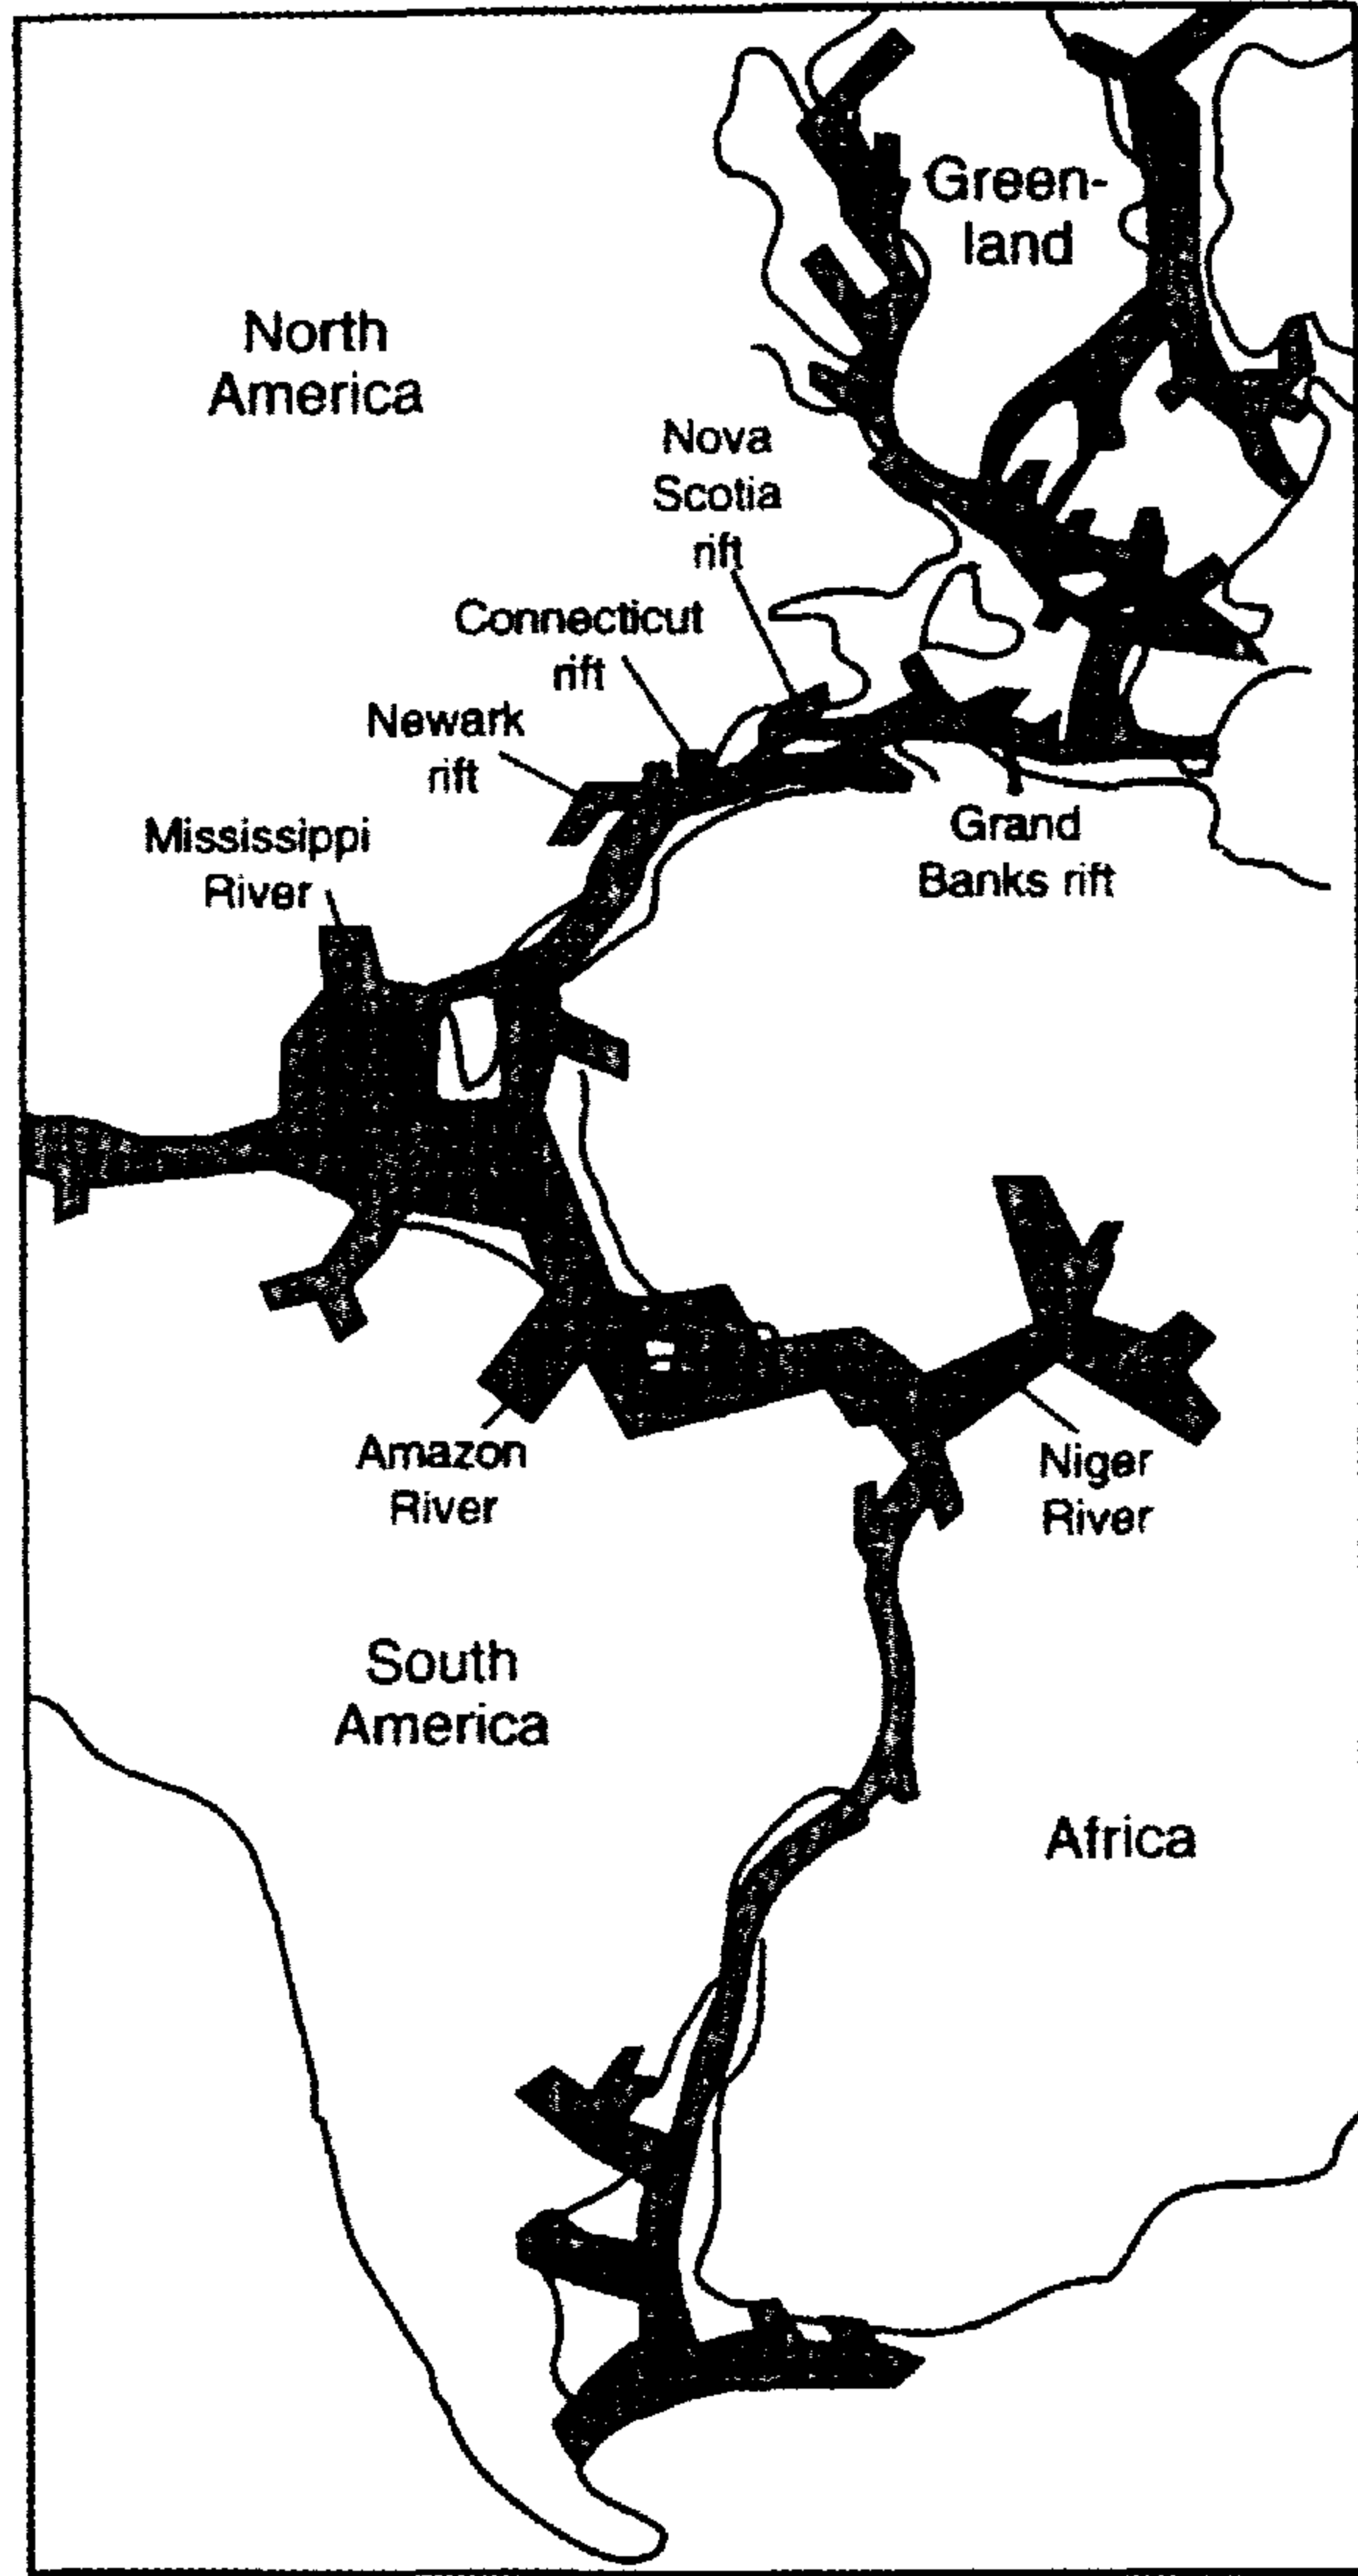 Green-
land
North
America
Nova
Scotia
rift
Connecticut
rift
Newark
rift
Mississippi
River
Grand
Banks rift
Amazon
River
Niger
River
South
America
Africa